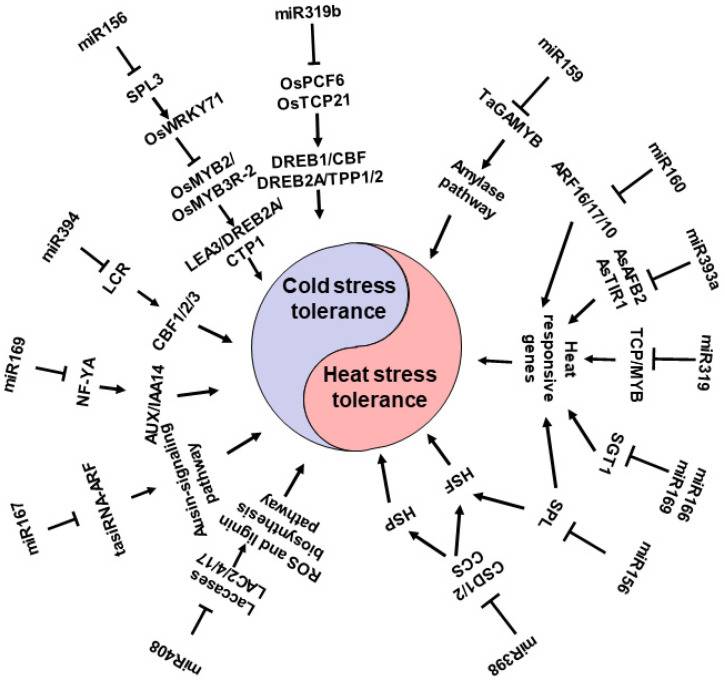 miR156
SPL3
OsWRKY71
OsMYB2/
OsMYB3R-2
LEA3/DREB2A/
CTP1
miR319b
OsPCF6
OsTCP21
DREB1/CBF
DREB2A/TPP1/2
miR159
TaGAMYB
Amylase
pathway
miR160
ARF16/17/10
miR393a
AsAFB2
AsTIR1
miR319
TCP/MYB
Heat
responsive
genes
miR166
miR169
SGT1
miR156
SPL
HSF
miR398
CSD1/2
CCS
HSP
miR408
Laccases
LAC2/4/17
ROS and lignin
biosynthesis
pathway
miR167
tasiRNA-ARF
Ausin-signaling
pathway
miR169
NF-YA
AUX/IAA14
miR394
LCR
CBF1/2/3
Cold stress
tolerance
Heat stress
tolerance